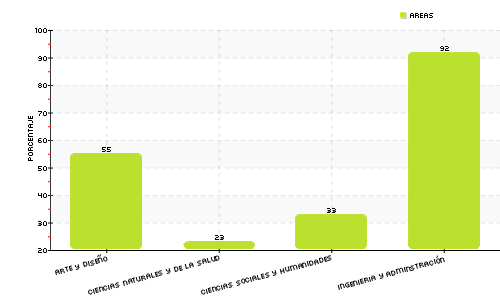 AREAS
100
90
80
70
60
50
40
30
20
PORCENTAJE
55
23
33
92
ARTE Y DISEÑO
CIENCIAS NATURALES Y DE LA SALUD
CIENCIAS SOCIALES Y HUMANIDADES
INGENIERIA Y ADMINSTRACIÓN